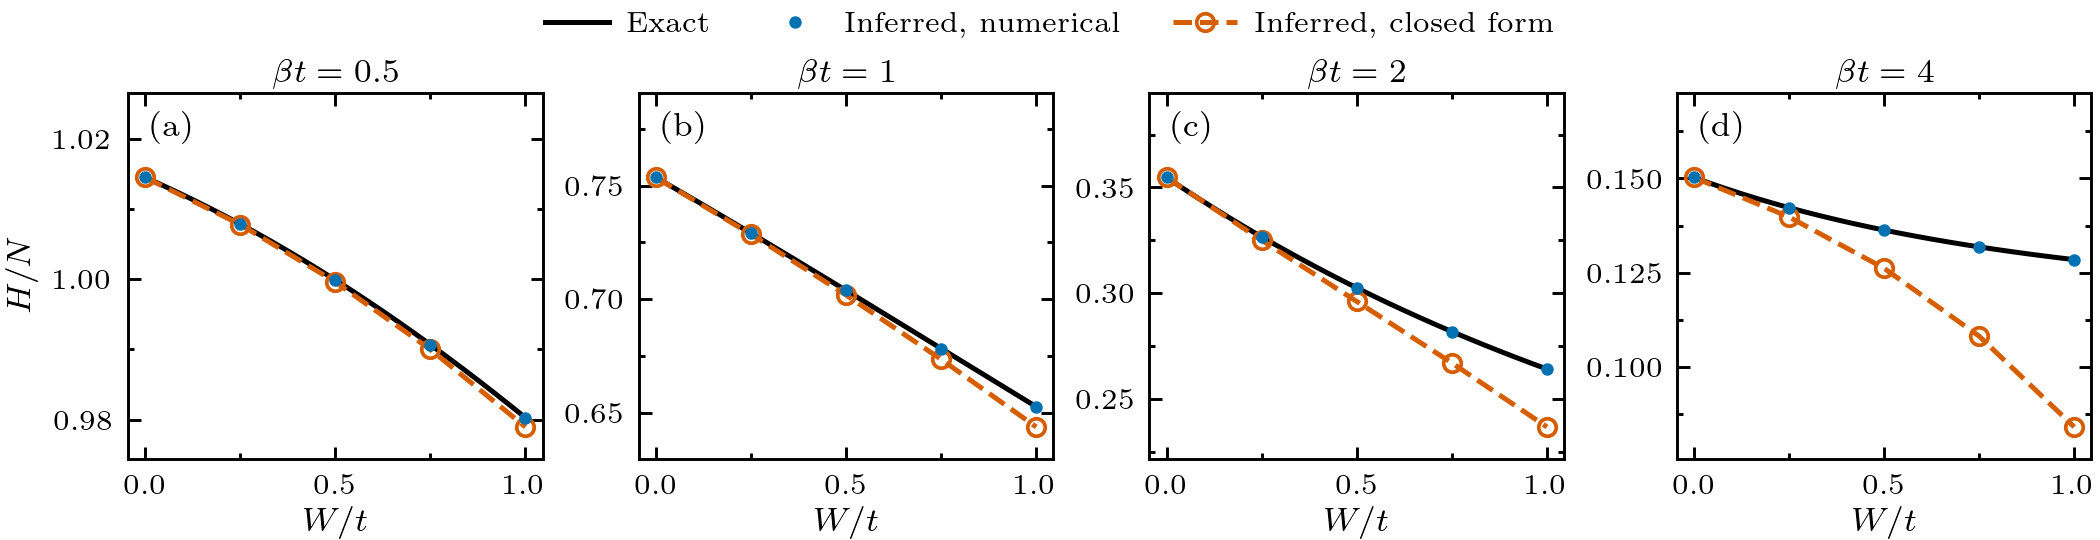 Exact Inferred, numerical Inferred, closed form
βt = 0.5
βt = 1
βt = 2
βt = 4
(a)
(b)
(c)
(d)
H/N
1.02
1.00
0.98
0.75
0.70
0.65
0.35
0.30
0.25
0.150
0.125
0.100
0.0 0.5 1.0
0.0 0.5 1.0
0.0 0.5 1.0
0.0 0.5 1.0
W/t
W/t
W/t
W/t